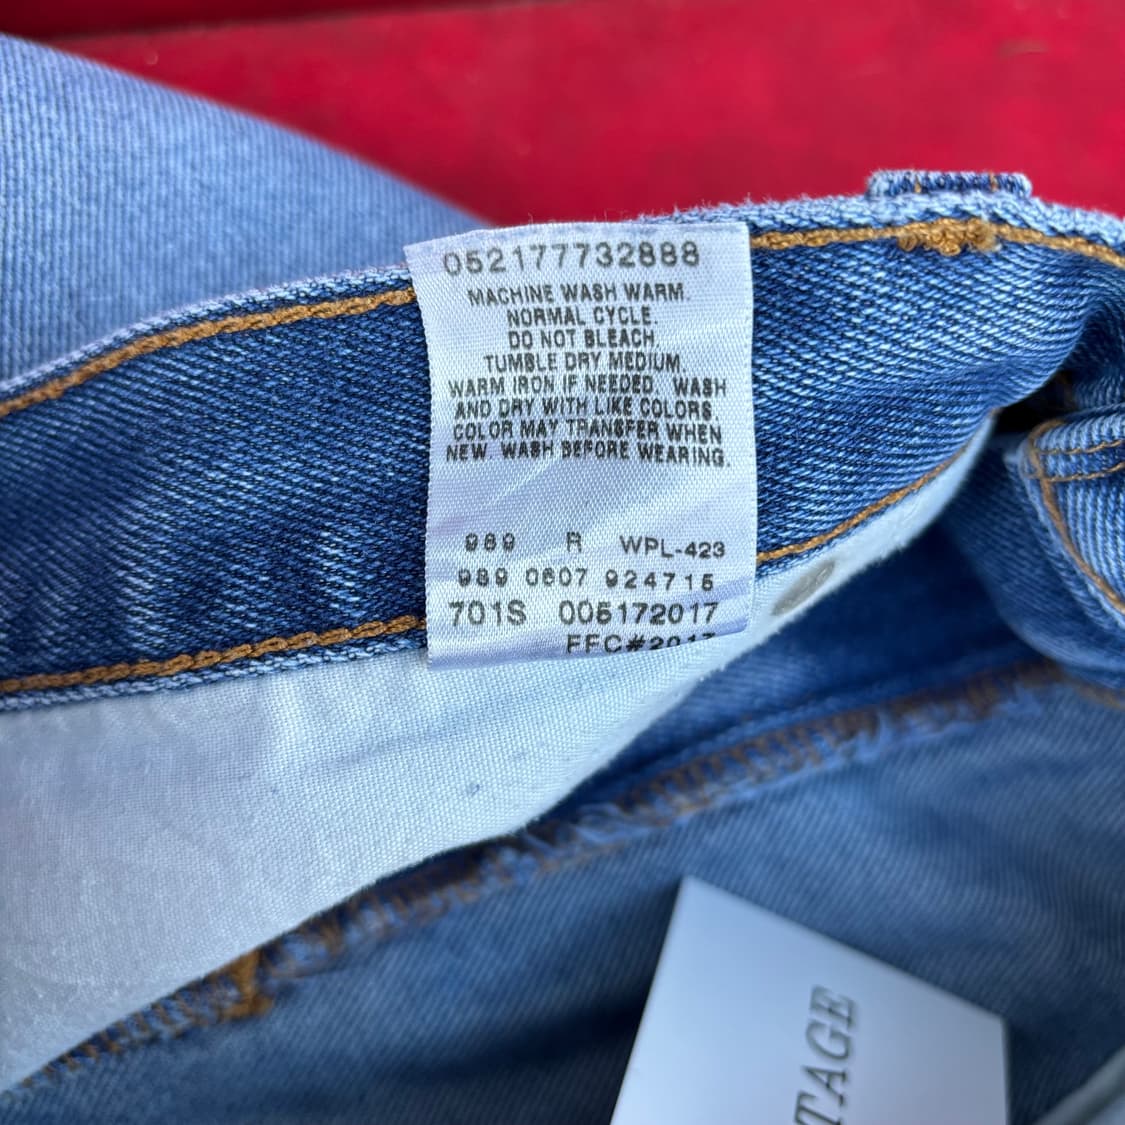 052177732888
MACHINE WASH WARM.
NORMAL CYCLE.
DO NOT BLEACH.
TUMBLE DRY MEDIUM.
WARM IRON IF NEEDED. WASH
AND DRY WITH LIKE COLORS.
COLOR MAY TRANSFER WHEN
NEW. WASH BEFORE WEARING.
989 R WPL-423
989 0607 924715
701S 005172017
FFC#2017
TAGE